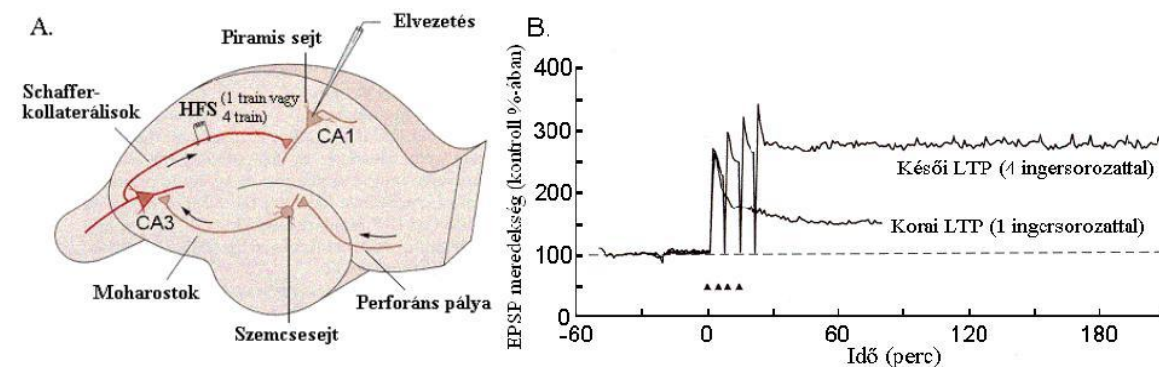 A.
Elvezetés
Piramis sejt
Schaffer-
kollaterálisok
HFS
(1 train vagy
4 train)
CA1
CA3
Moharostok
Perforáns pálya
Szemcsesejt
B.
EPSP meredekség (kontroll %-ában)
400
300
200
100
0
Késői LTP (4 ingersorozattal)
Korai LTP (1 ingersorozattal)
-60
0
60
120
180
Idő (perc)